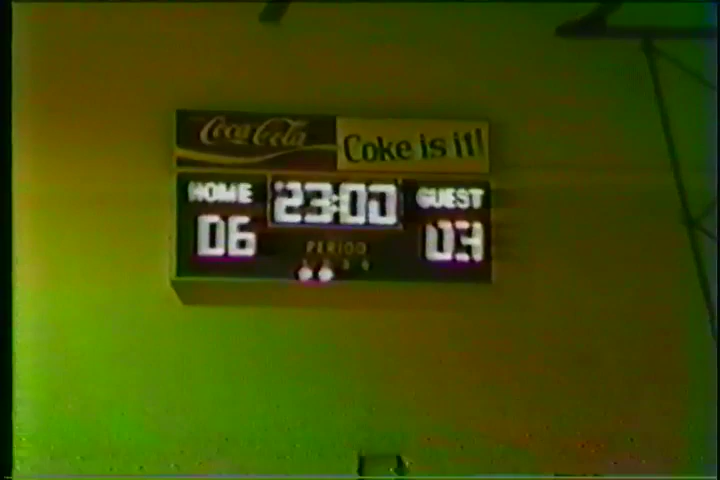 Coca-Cola
Coke is it!
HOME
23:00
GUEST
06
PERIOD
03